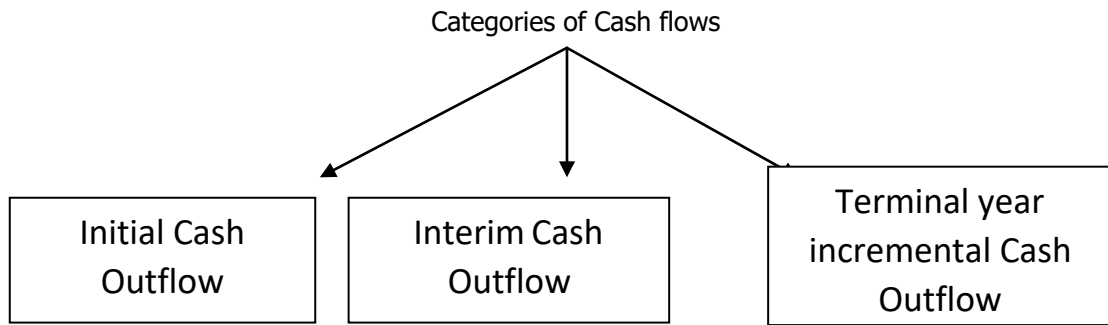 Categories of Cash flows
Initial Cash
Outflow
Interim Cash
Outflow
Terminal year
incremental Cash
Outflow